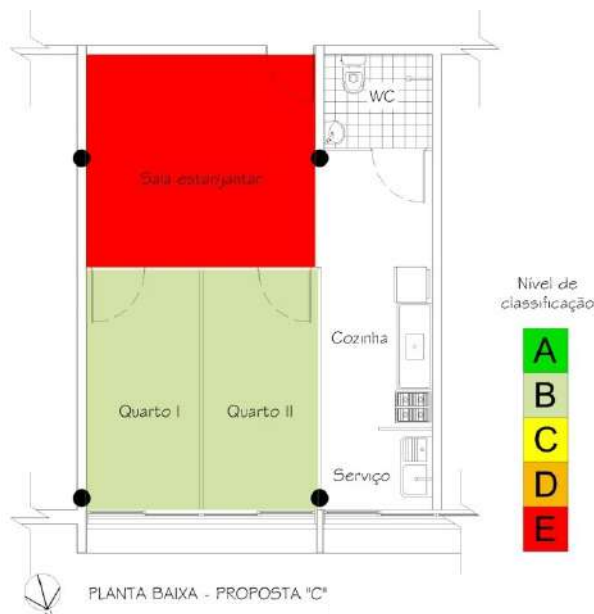 WC
Sala estar/jantar
Nível de
classificação
A
B
C
D
E
Cozinha
Quarto I
Quarto II
Serviço
PLANTA BAIXA - PROPOSTA "C"